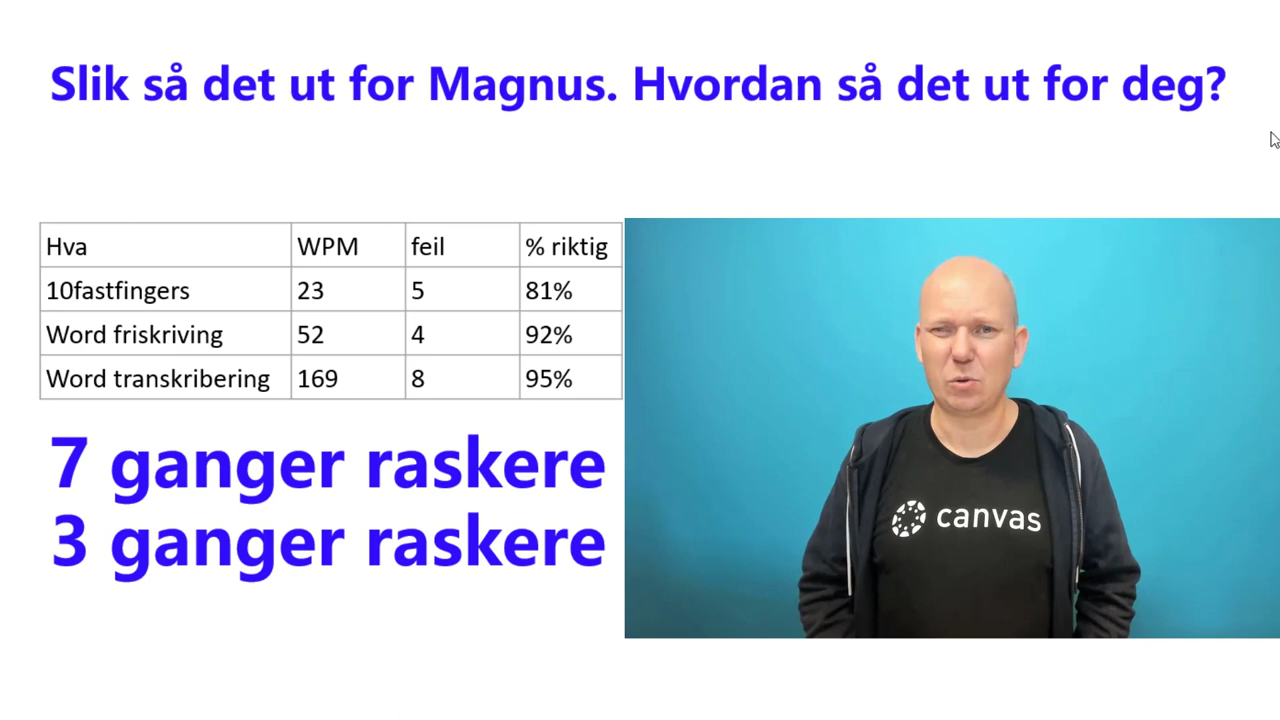 Slik så det ut for Magnus. Hvordan så det ut for deg?
Hva WPM feil % riktig
10fastfingers 23 5 81%
Word friskriving 52 4 92%
Word transkribering 169 8 95%
7 ganger raskere
3 ganger raskere
canvas